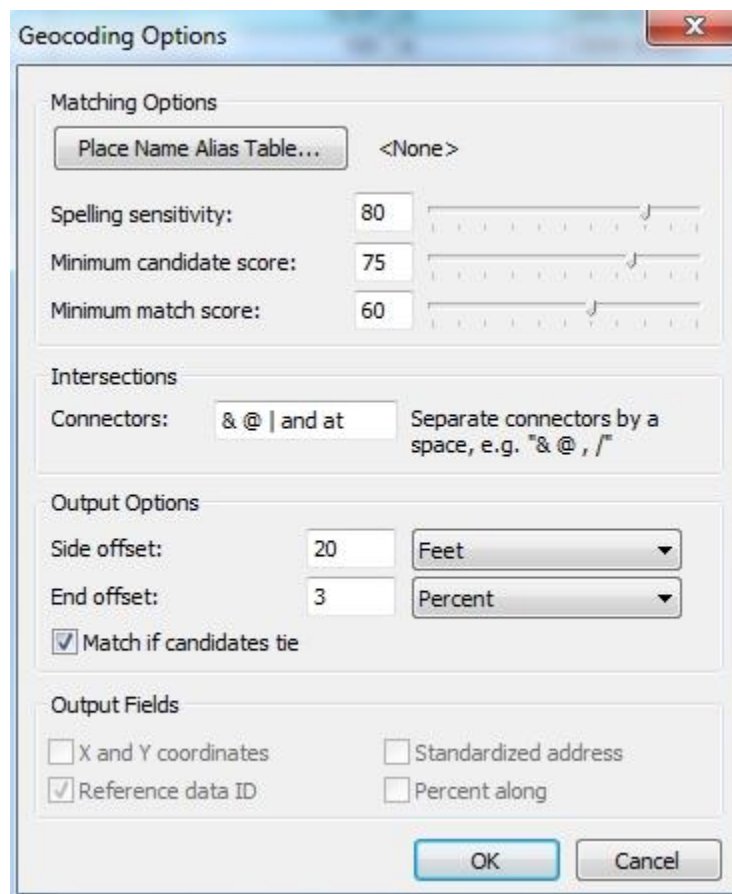 Geocoding Options
Matching Options
Place Name Alias Table... <None>
Spelling sensitivity: 80
Minimum candidate score: 75
Minimum match score: 60
Intersections
Connectors: & @ | and at Separate connectors by a
space, e.g. "& @ , /"
Output Options
Side offset: 20 Feet
End offset: 3 Percent
Match if candidates tie
Output Fields
X and Y coordinates Standardized address
Reference data ID Percent along
OK Cancel